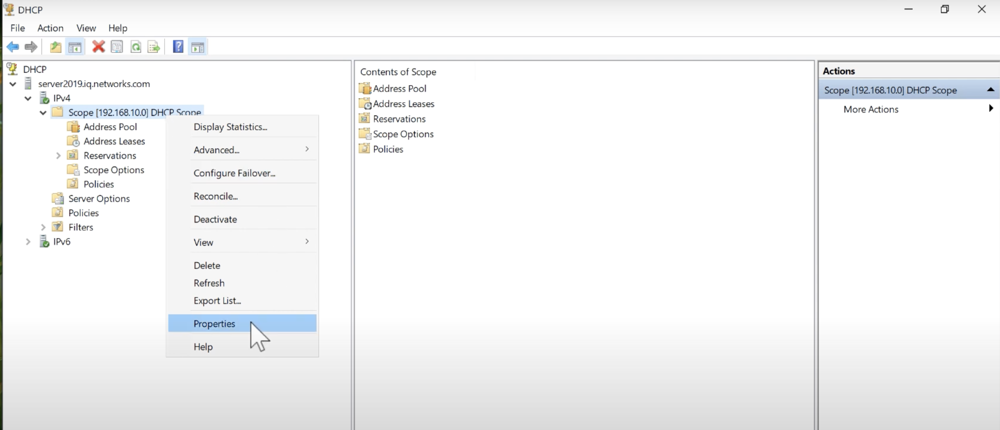 DHCP
File Action View Help
DHCP
server2019.iq.networks.com
IPv4
Scope [192.168.10.0] DHCP Scope
Address Pool
Address Leases
Reservations
Scope Options
Policies
Server Options
Policies
Filters
IPv6
Display Statistics...
Advanced...
Configure Failover...
Reconcile...
Deactivate
View
Delete
Refresh
Export List...
Properties
Help
Contents of Scope
Address Pool
Address Leases
Reservations
Scope Options
Policies
Actions
Scope [192.168.10.0] DHCP Scope
More Actions